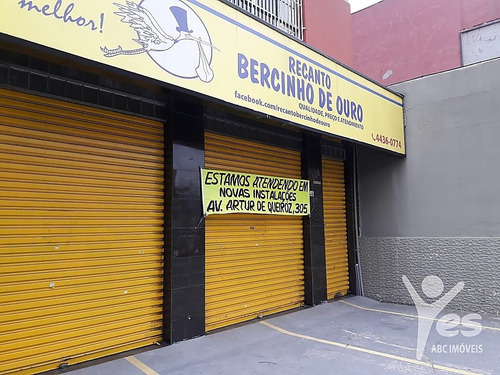 melhor!
RECANTO
BERCINHO DE OURO
QUALIDADE, PREÇO E ATENDIMENTO
facebook.com/recantobercinhodeouro
4436-0774
ESTAMOS ATENDENDO EM
NOVAS INSTALAÇÕES
AV. ARTUR DE QUEIROZ, 305
Yes
ABC IMÓVEIS